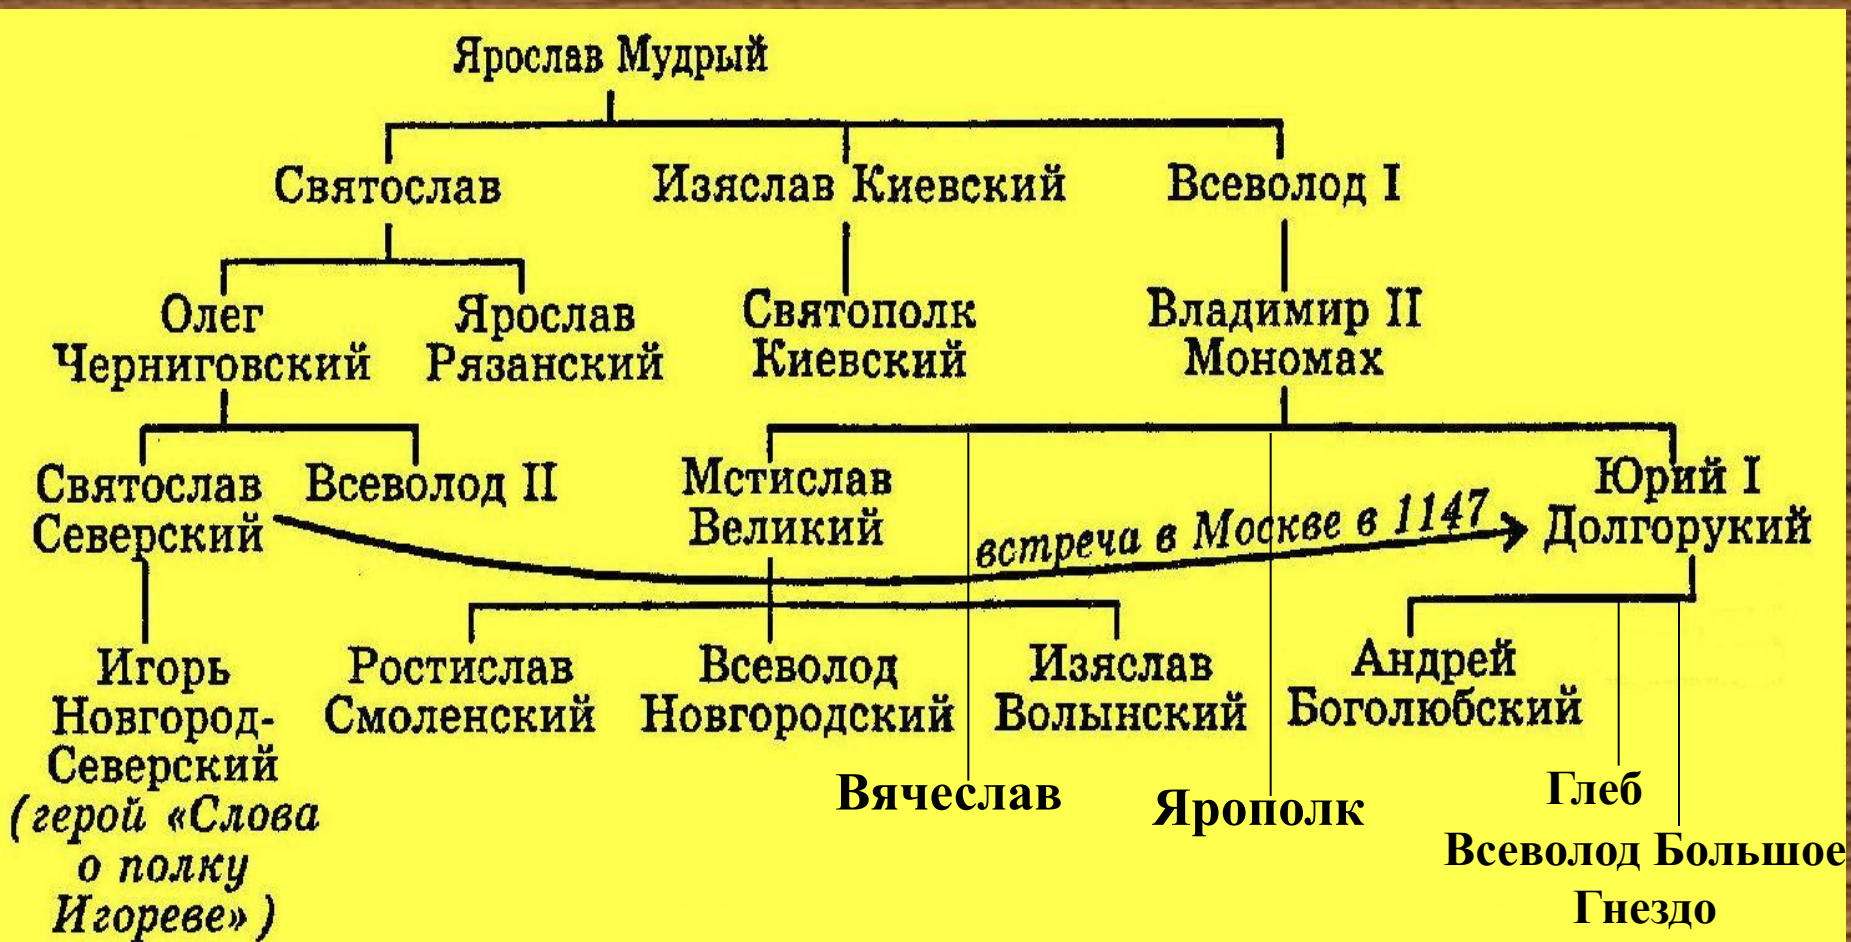 Ярослав Мудрый
Святослав
Изяслав Киевский
Всеволод I
Олег
Черниговский
Ярослав
Рязанский
Святополк
Киевский
Владимир II
Мономах
Святослав
Северский
Всеволод II
Мстислав
Великий
встреча в Москве в 1147
Юрий I
Долгорукий
Игорь
Новгород-
Северский
(герой «Слова
о полку
Игореве»)
Ростислав
Смоленский
Всеволод
Новгородский
Изяслав
Волынский
Андрей
Боголюбский
Вячеслав
Ярополк
Глеб
Всеволод Большое
Гнездо